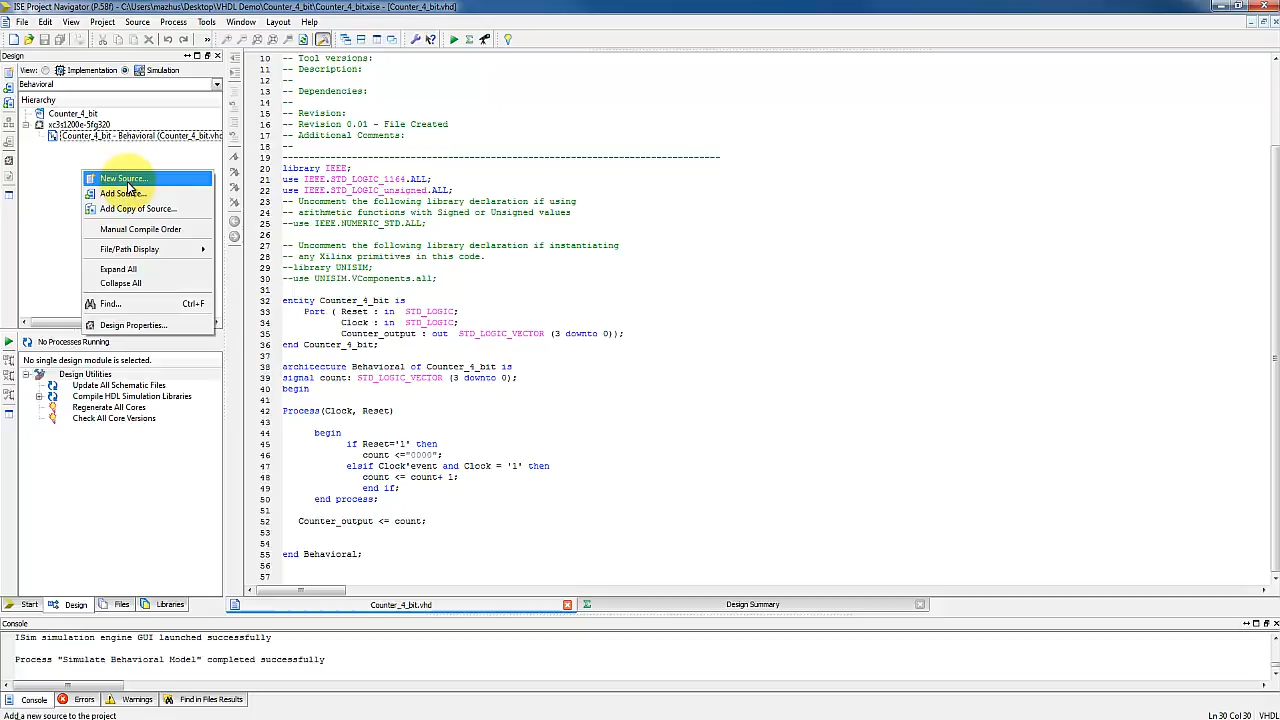 ISE Project Navigator (P.58f) - C:\Users\mazhus\Desktop\VHDL Demo\Counter_4_bit\Counter_4_bit.xise - [Counter_4_bit.vhd]
File Edit View Project Source Process Tools Window Layout Help
Design
View: Implementation Simulation
Behavioral
Hierarchy
Counter_4_bit
xc3s1200e-5fg320
Counter_4_bit - Behavioral (Counter_4_bit.vhd
New Source...
Add Source...
Add Copy of Source...
Manual Compile Order
File/Path Display
Expand All
Collapse All
Find... Ctrl+F
Design Properties...
No Processes Running
No single design module is selected.
Design Utilities
Update All Schematic Files
Compile HDL Simulation Libraries
Regenerate All Cores
Check All Core Versions
Start Design Files Libraries
10 -- Tool versions:
11 -- Description:
12 --
13 -- Dependencies:
14 --
15 -- Revision:
16 -- Revision 0.01 - File Created
17 -- Additional Comments:
18 --
19 ----------------------------------------------------------------------------------
20 library IEEE;
21 use IEEE.STD_LOGIC_1164.ALL;
22 use IEEE.STD_LOGIC_unsigned.ALL;
23 -- Uncomment the following library declaration if using
24 -- arithmetic functions with Signed or Unsigned values
25 --use IEEE.NUMERIC_STD.ALL;
26
27 -- Uncomment the following library declaration if instantiating
28 -- any Xilinx primitives in this code.
29 --library UNISIM;
30 --use UNISIM.VComponents.all;
31
32 entity Counter_4_bit is
33 Port ( Reset : in STD_LOGIC;
34 Clock : in STD_LOGIC;
35 Counter_output : out STD_LOGIC_VECTOR (3 downto 0));
36 end Counter_4_bit;
37
38 architecture Behavioral of Counter_4_bit is
39 signal count: STD_LOGIC_VECTOR (3 downto 0);
40 begin
41
42 Process(Clock, Reset)
43
44 begin
45 if Reset='1' then
46 count <="0000";
47 elsif Clock'event and Clock = '1' then
48 count <= count+ 1;
49 end if;
50 end process;
51
52 Counter_output <= count;
53
54
55 end Behavioral;
56
57
Counter_4_bit.vhd Design Summary
Console
ISim simulation engine GUI launched successfully
Process "Simulate Behavioral Model" completed successfully
Console Errors Warnings Find in Files Results
Add a new source to the project
Ln 30 Col 30 VHDL